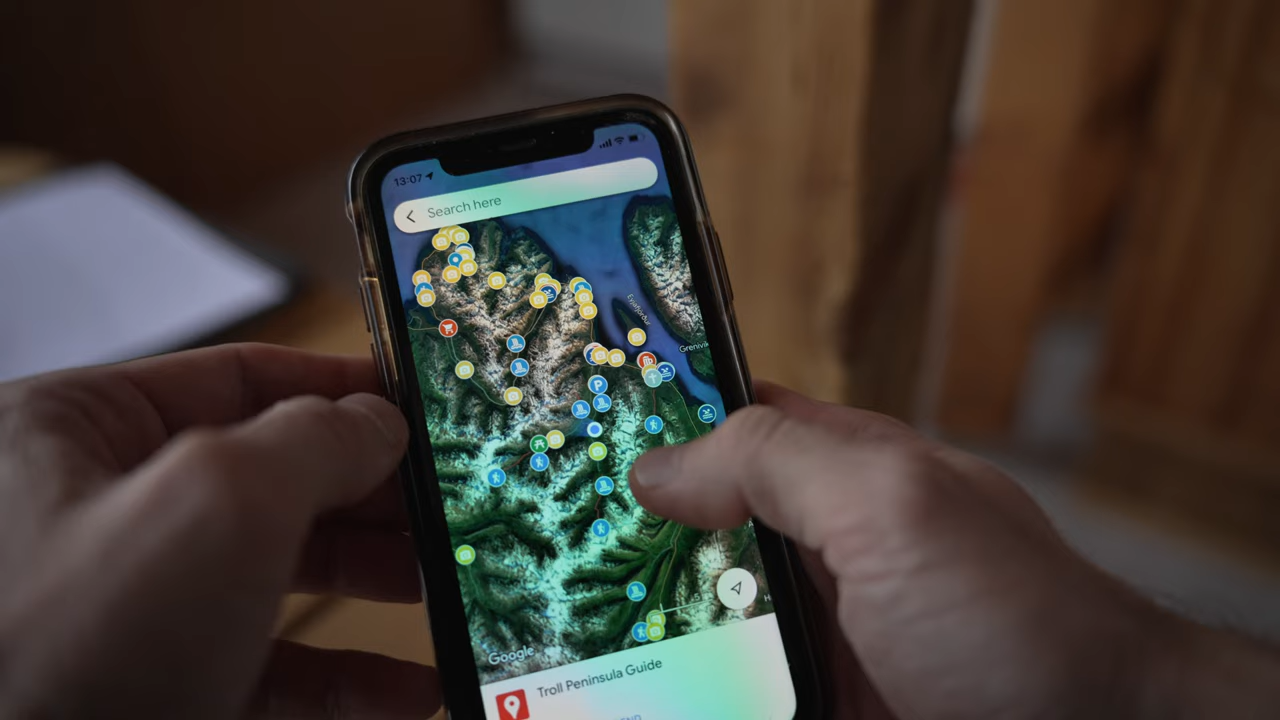 13:07
Search here
Eyjafjörður
Grenivík
P
Google
Troll Peninsula Guide